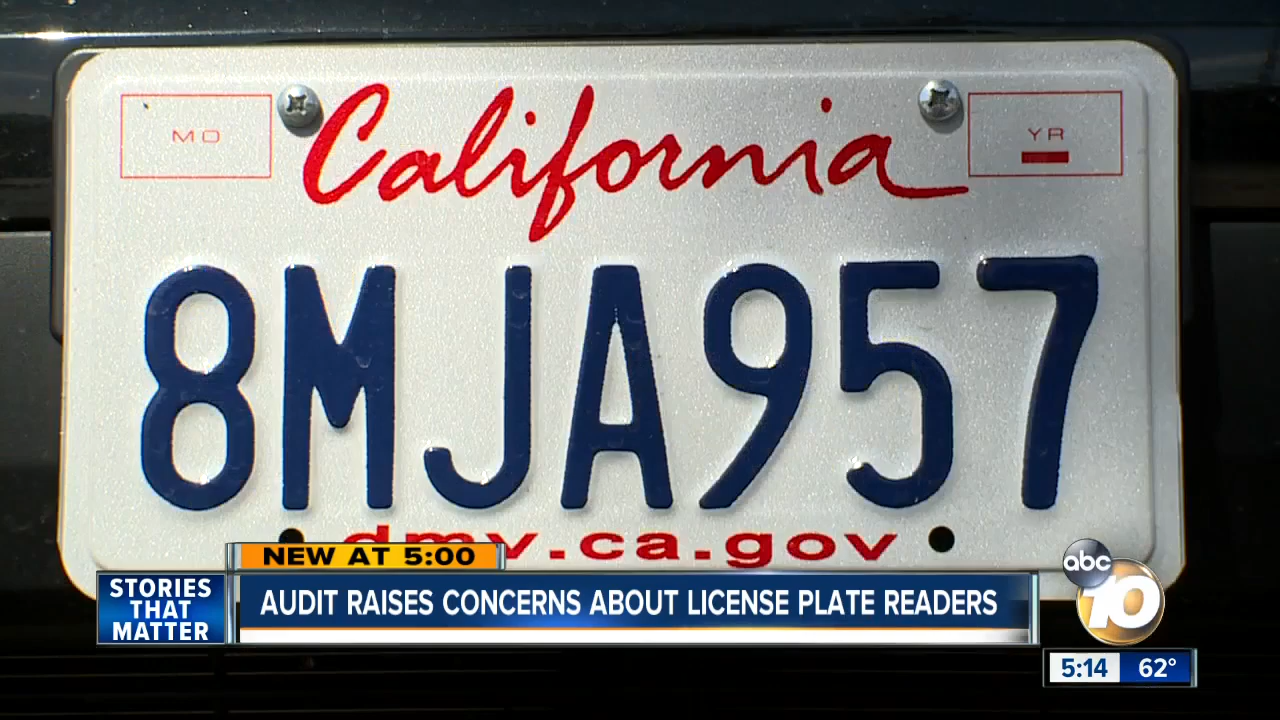 MO
California
YR
8MJA957
dmv.ca.gov
NEW AT 5:00
STORIES
THAT
MATTER
AUDIT RAISES CONCERNS ABOUT LICENSE PLATE READERS
abc
10
5:14
62°